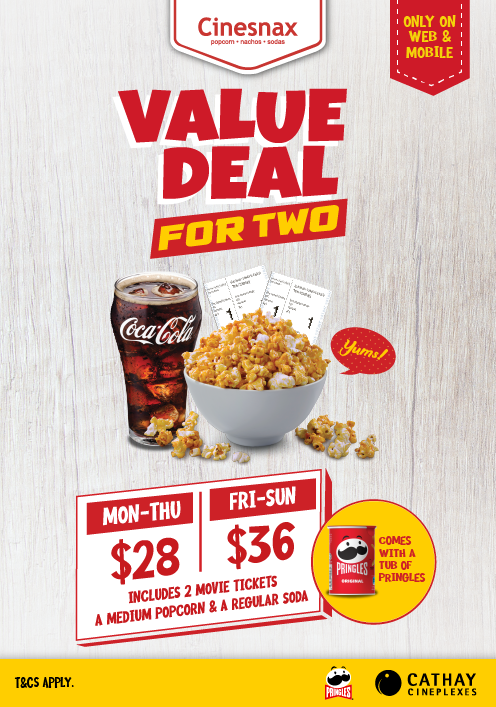 Cinesnax
popcorn • nachos • sodas
ONLY ON
WEB &
MOBILE
VALUE
DEAL
FOR TWO
Coca-Cola
1
1
Yums!
MON-THU
$28
FRI-SUN
$36
INCLUDES 2 MOVIE TICKETS
A MEDIUM POPCORN & A REGULAR SODA
PRINGLES
ORIGINAL
COMES
WITH A
TUB OF
PRINGLES
T&CS APPLY.
PRINGLES
CATHAY
CINEPLEXES